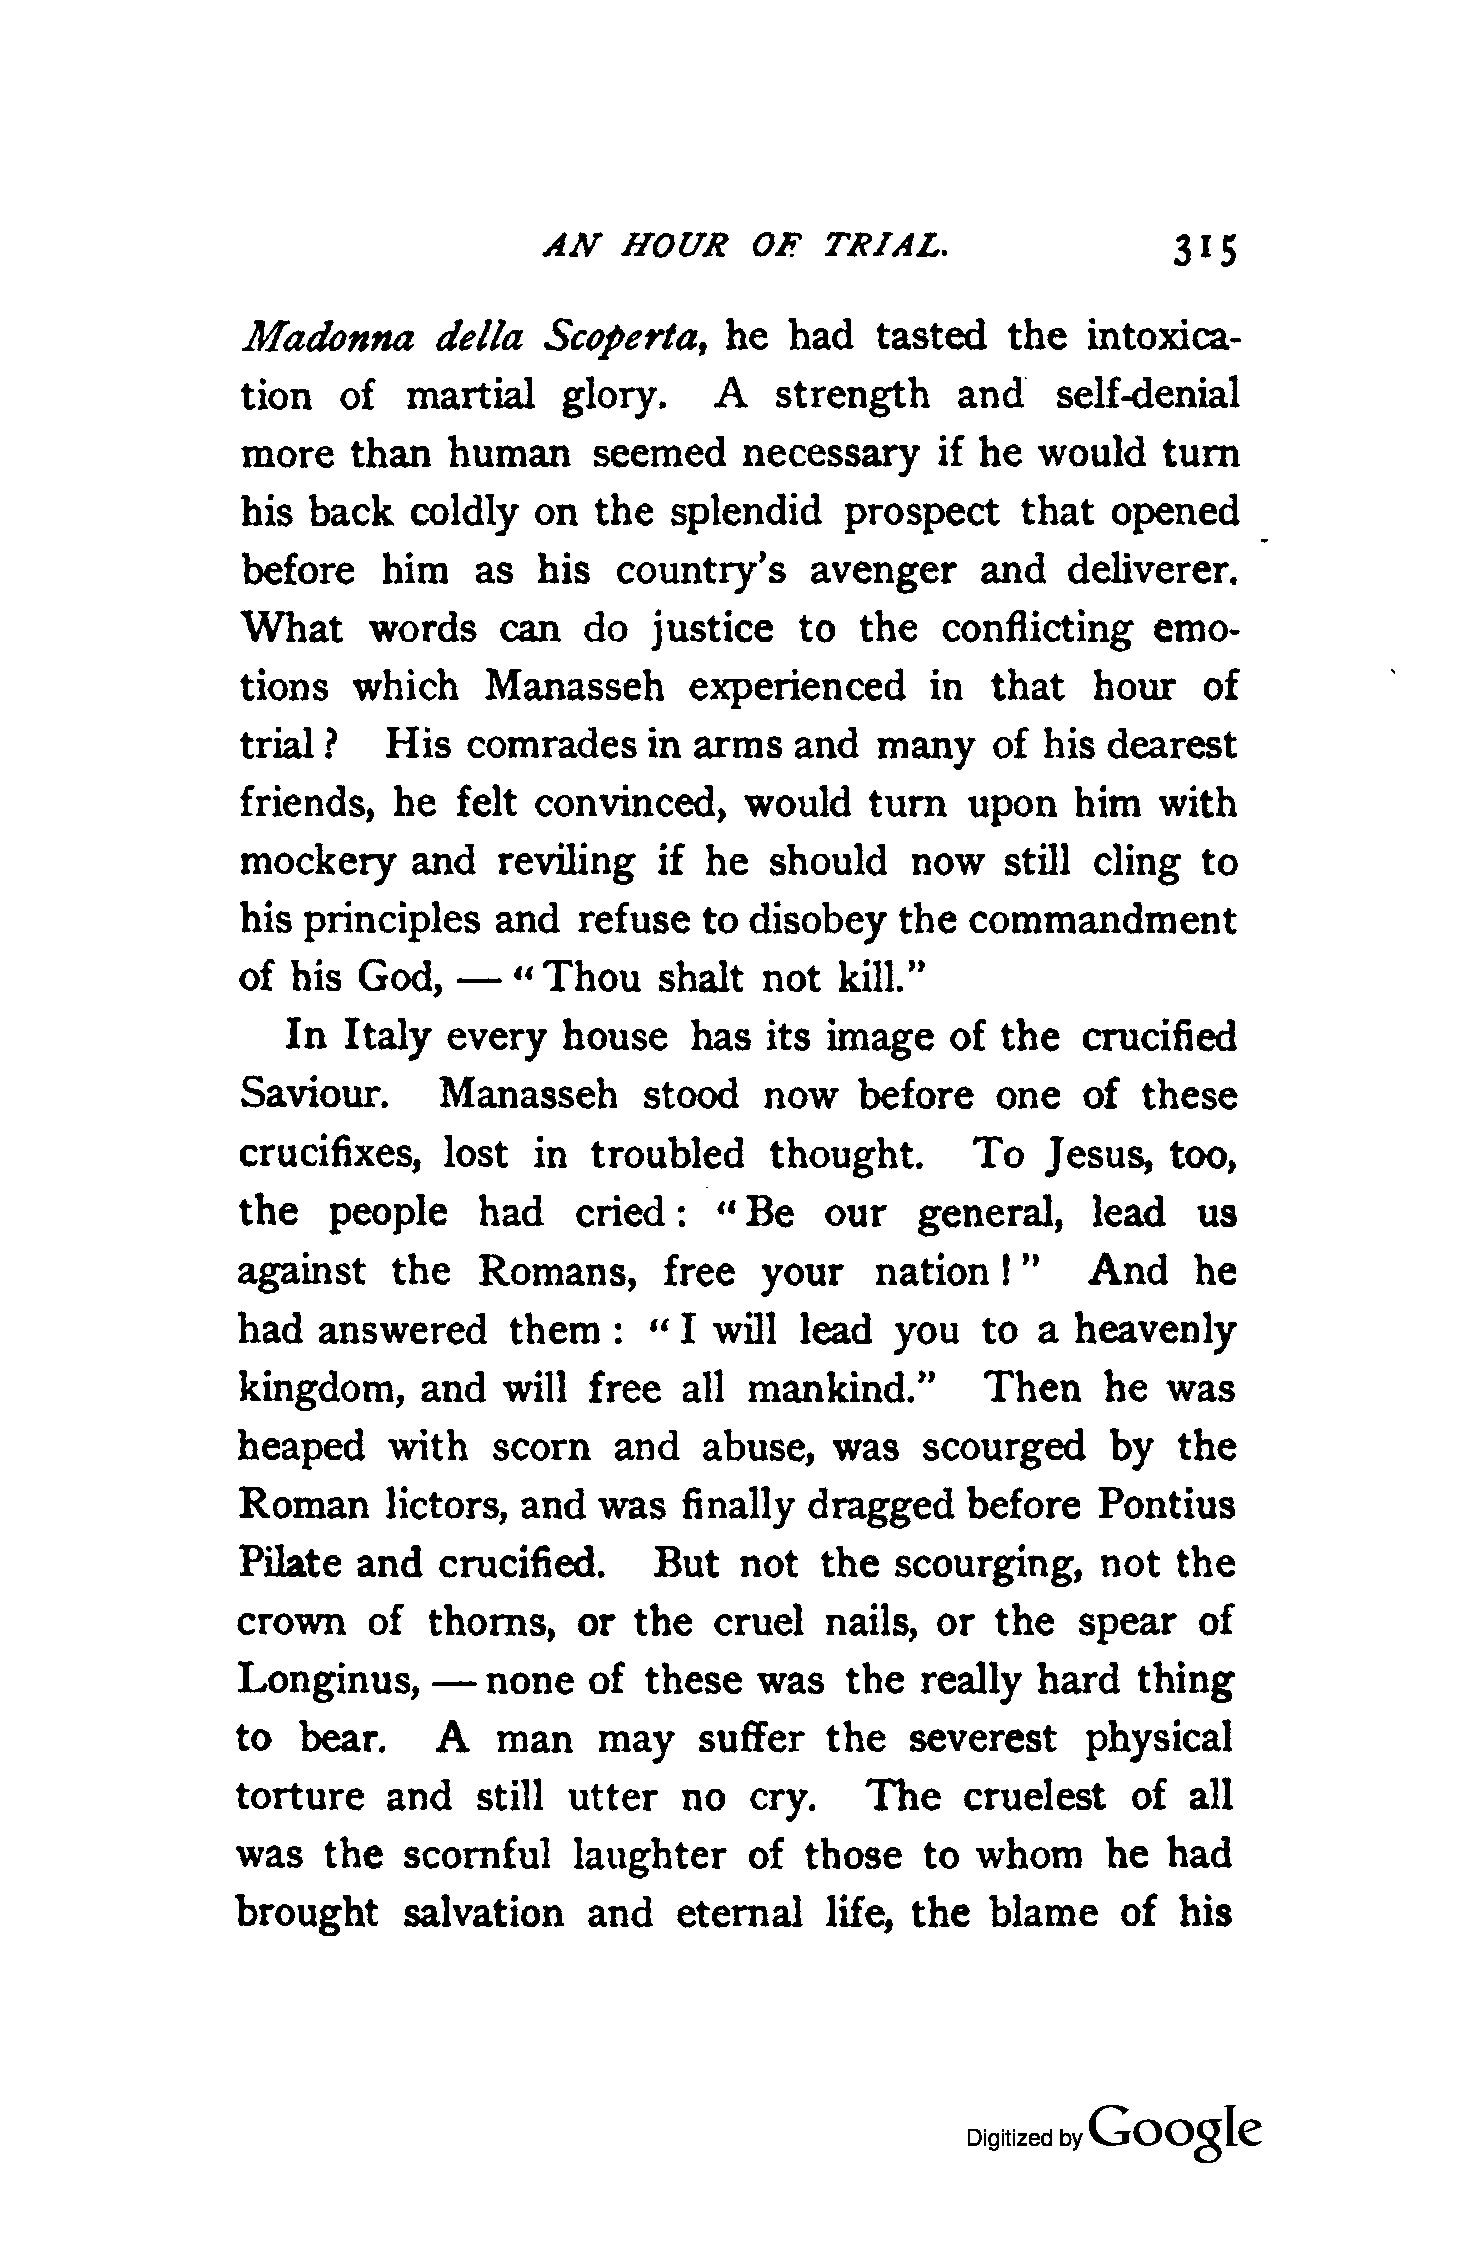 AN HOUR OF TRIAL. 315
Madonna della Scoperta, he had tasted the intoxica-
tion of martial glory. A strength and self-denial
more than human seemed necessary if he would turn
his back coldly on the splendid prospect that opened
before him as his country's avenger and deliverer.
What words can do justice to the conflicting emo-
tions which Manasseh experienced in that hour of
trial? His comrades in arms and many of his dearest
friends, he felt convinced, would turn upon him with
mockery and reviling if he should now still cling to
his principles and refuse to disobey the commandment
of his God, — "Thou shalt not kill."
In Italy every house has its image of the crucified
Saviour. Manasseh stood now before one of these
crucifixes, lost in troubled thought. To Jesus, too,
the people had cried: "Be our general, lead us
against the Romans, free your nation!" And he
had answered them: "I will lead you to a heavenly
kingdom, and will free all mankind." Then he was
heaped with scorn and abuse, was scourged by the
Roman lictors, and was finally dragged before Pontius
Pilate and crucified. But not the scourging, not the
crown of thorns, or the cruel nails, or the spear of
Longinus, — none of these was the really hard thing
to bear. A man may suffer the severest physical
torture and still utter no cry. The cruelest of all
was the scornful laughter of those to whom he had
brought salvation and eternal life, the blame of his
Digitized by Google